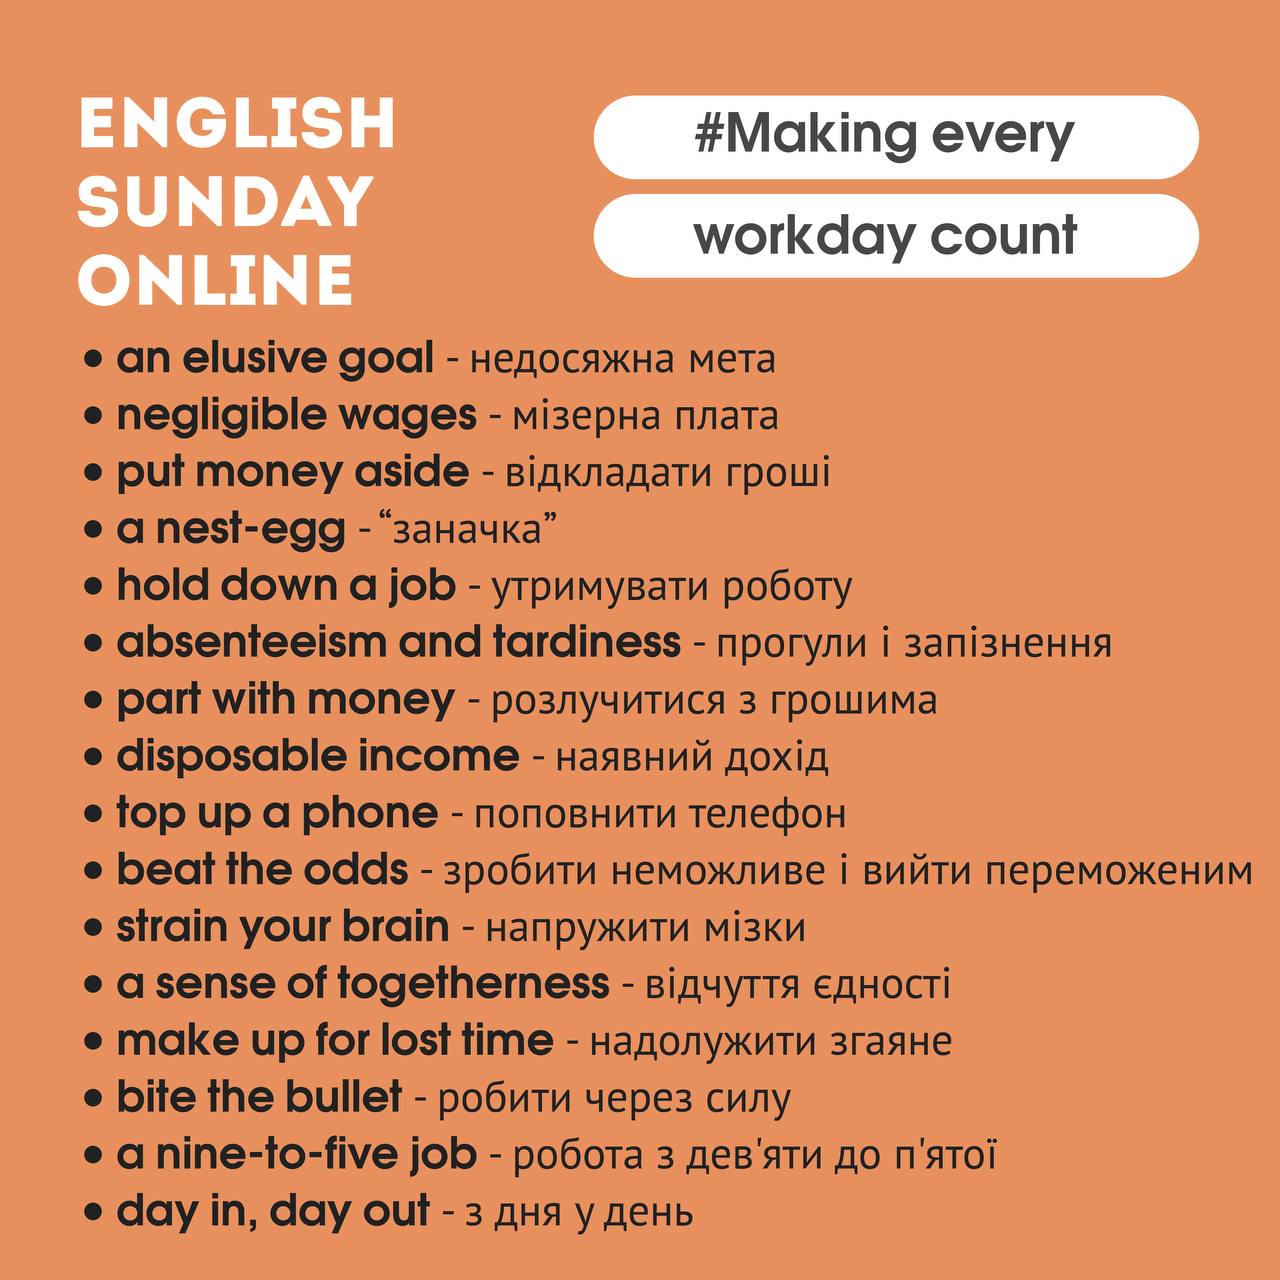 ENGLISH
SUNDAY
ONLINE
#Making every
workday count
• an elusive goal - недосяжна мета
• negligible wages - мізерна плата
• put money aside - відкладати гроші
• a nest-egg - “заначка”
• hold down a job - утримувати роботу
• absenteeism and tardiness - прогули і запізнення
• part with money - розлучитися з грошима
• disposable income - наявний дохід
• top up a phone - поповнити телефон
• beat the odds - зробити неможливе і вийти переможеним
• strain your brain - напружити мізки
• a sense of togetherness - відчуття єдності
• make up for lost time - надолужити згаяне
• bite the bullet - робити через силу
• a nine-to-five job - робота з дев'яти до п'ятої
• day in, day out - з дня у день